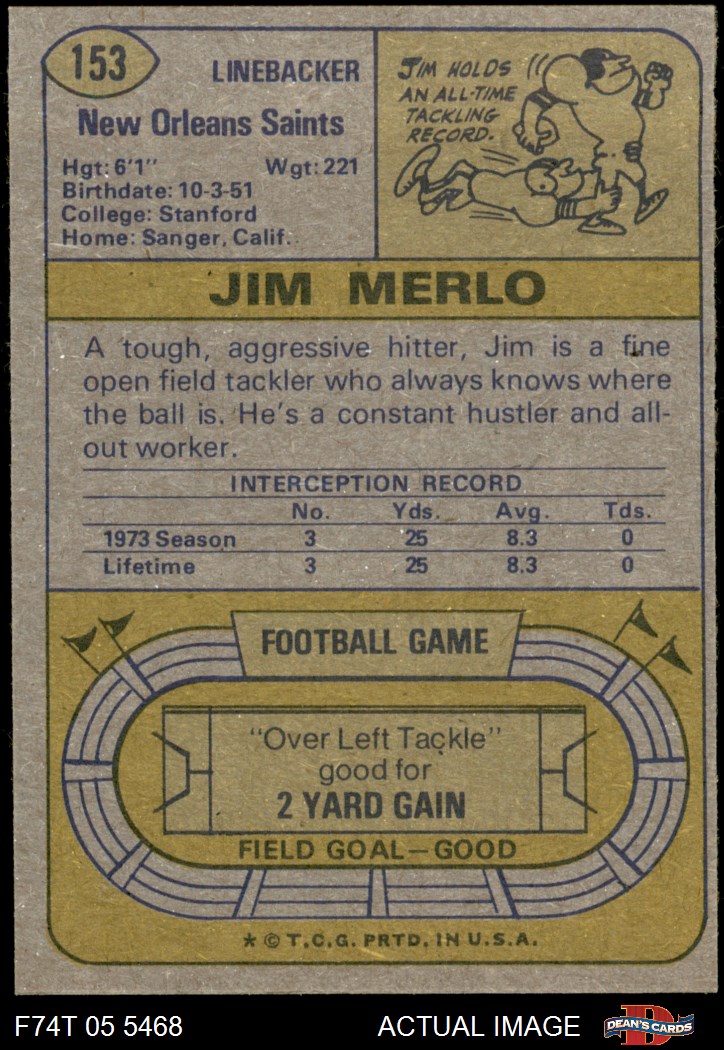 153
LINEBACKER
New Orleans Saints
Hgt: 6'1" Wgt: 221
Birthdate: 10-3-51
College: Stanford
Home: Sanger, Calif.
JIM HOLDS
AN ALL-TIME
TACKLING
RECORD.
JIM MERLO
A tough, aggressive hitter, Jim is a fine
open field tackler who always knows where
the ball is. He's a constant hustler and all-
out worker.
INTERCEPTION RECORD
No. Yds. Avg. Tds.
1973 Season 3 25 8.3 0
Lifetime 3 25 8.3 0
FOOTBALL GAME
"Over Left Tackle"
good for
2 YARD GAIN
FIELD GOAL—GOOD
* © T.C.G. PRTD. IN U.S.A.
F74T 05 5468 ACTUAL IMAGE
D
DEAN'S CARDS